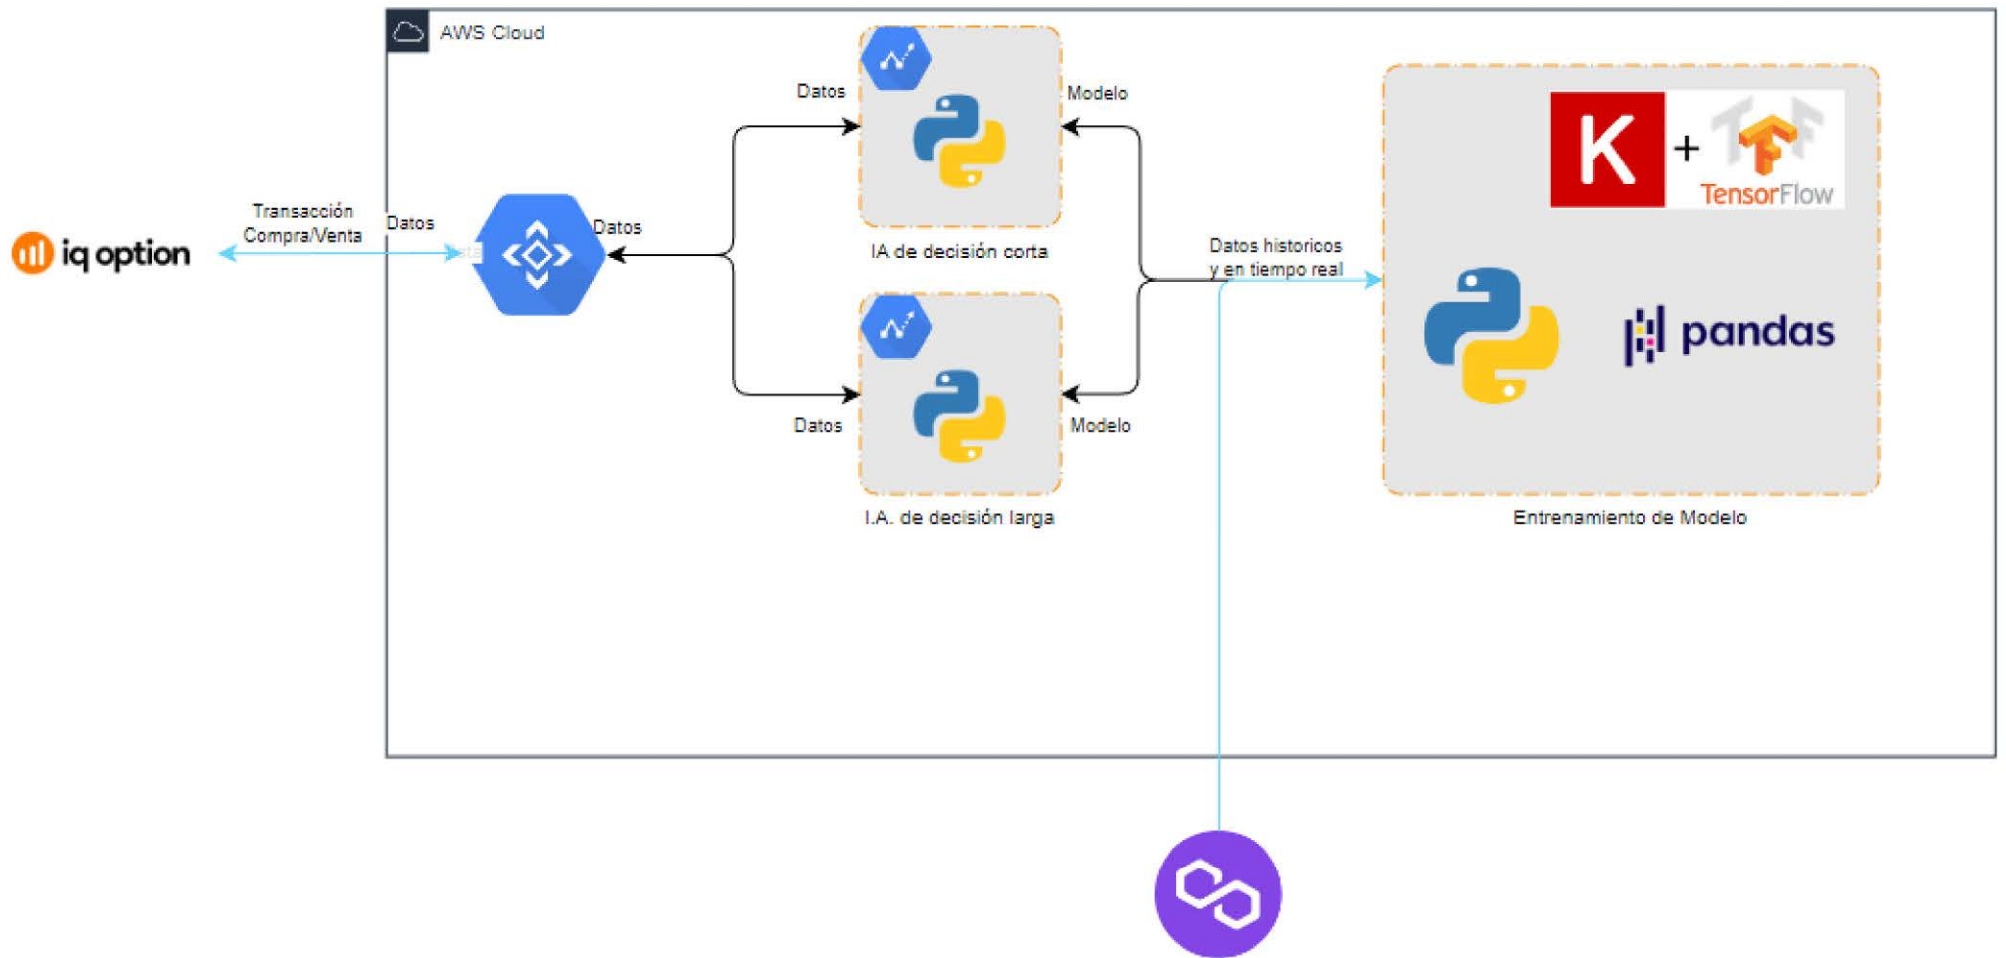 AWS Cloud
Datos
Modelo
K + TensorFlow
Transacción
Compra/Venta
Datos
Datos
iq option
IA de decisión corta
Datos historicos
y en tiempo real
pandas
Datos
Modelo
I.A. de decisión larga
Entrenamiento de Modelo